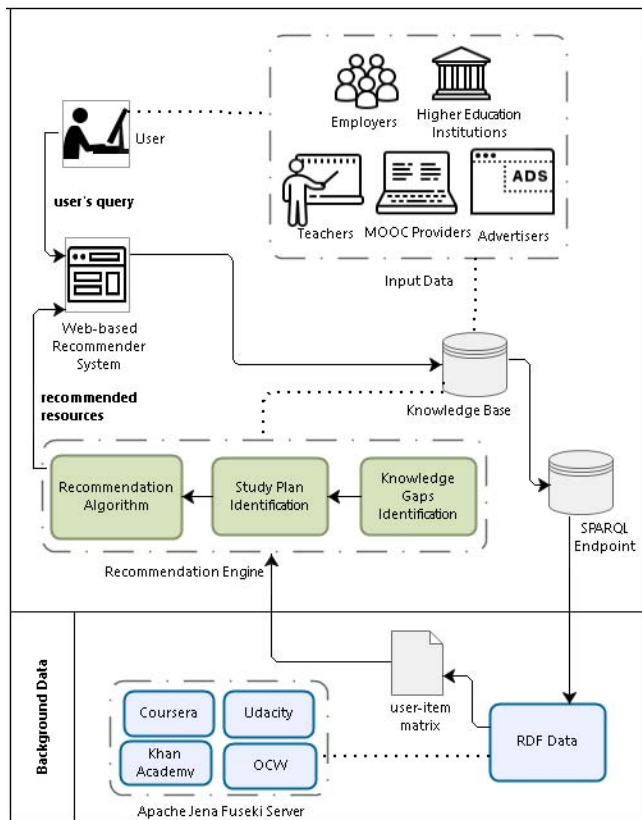 Employers
Higher Education
Institutions
ADS
User
user's query
Teachers
MOOC Providers
Advertisers
Input Data
Web-based
Recommender
System
Knowledge Base
recommended
resources
Recommendation
Algorithm
Study Plan
Identification
Knowledge
Gaps
Identification
SPARQL
Endpoint
Recommendation Engine
Background Data
user-item
matrix
Coursera
Udacity
Khan
Academy
OCW
RDF Data
Apache Jena Fuseki Server